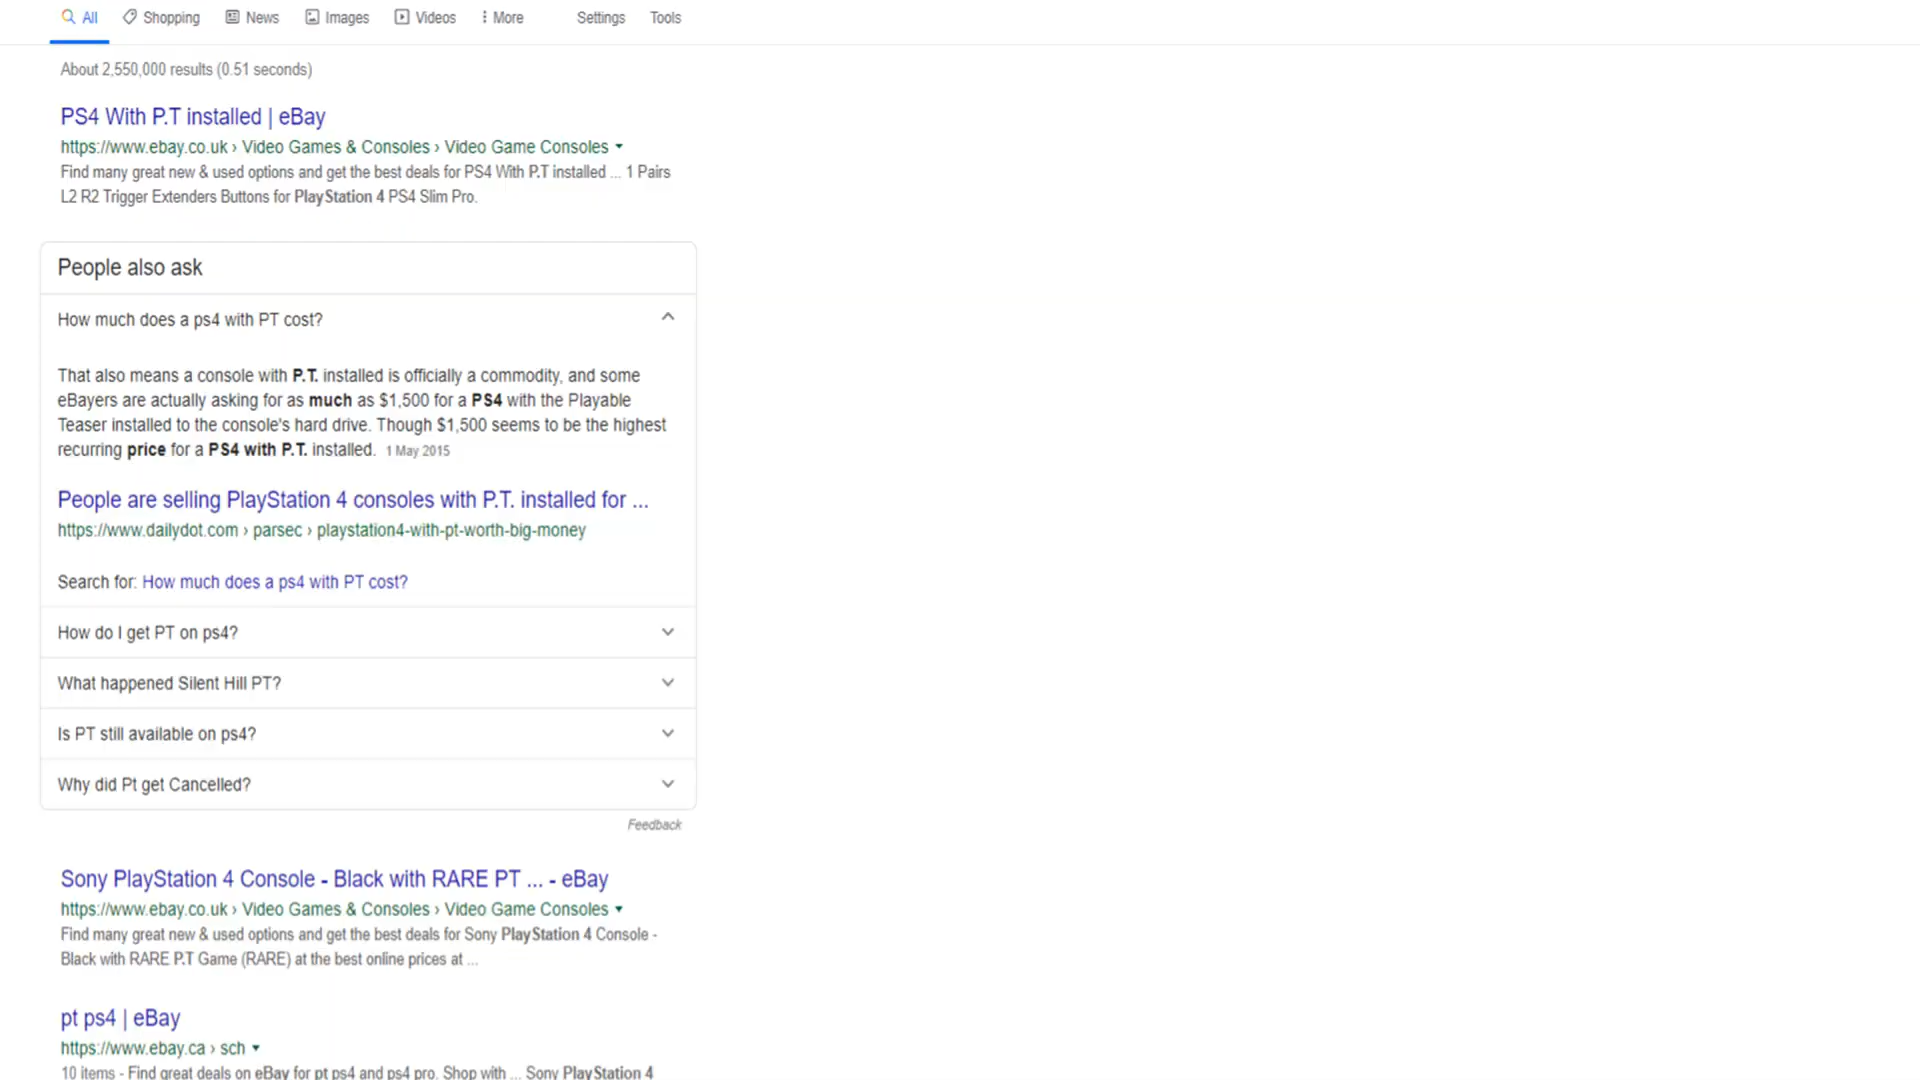 All Shopping News Images Videos More Settings Tools
About 2,550,000 results (0.51 seconds)
PS4 With P.T installed | eBay
https://www.ebay.co.uk › Video Games & Consoles › Video Game Consoles
Find many great new & used options and get the best deals for PS4 With P.T installed ... 1 Pairs
L2 R2 Trigger Extenders Buttons for PlayStation 4 PS4 Slim Pro.
People also ask
How much does a ps4 with PT cost?
That also means a console with P.T. installed is officially a commodity, and some
eBayers are actually asking for as much as $1,500 for a PS4 with the Playable
Teaser installed to the console's hard drive. Though $1,500 seems to be the highest
recurring price for a PS4 with P.T. installed. 1 May 2015
People are selling PlayStation 4 consoles with P.T. installed for ...
https://www.dailydot.com › parsec › playstation4-with-pt-worth-big-money
Search for: How much does a ps4 with PT cost?
How do I get PT on ps4?
What happened Silent Hill PT?
Is PT still available on ps4?
Why did Pt get Cancelled?
Feedback
Sony PlayStation 4 Console - Black with RARE PT ... - eBay
https://www.ebay.co.uk › Video Games & Consoles › Video Game Consoles
Find many great new & used options and get the best deals for Sony PlayStation 4 Console -
Black with RARE P.T Game (RARE) at the best online prices at ...
pt ps4 | eBay
https://www.ebay.ca › sch
10 items - Find great deals on eBay for pt ps4 and ps4 pro. Shop with ... Sony PlayStation 4